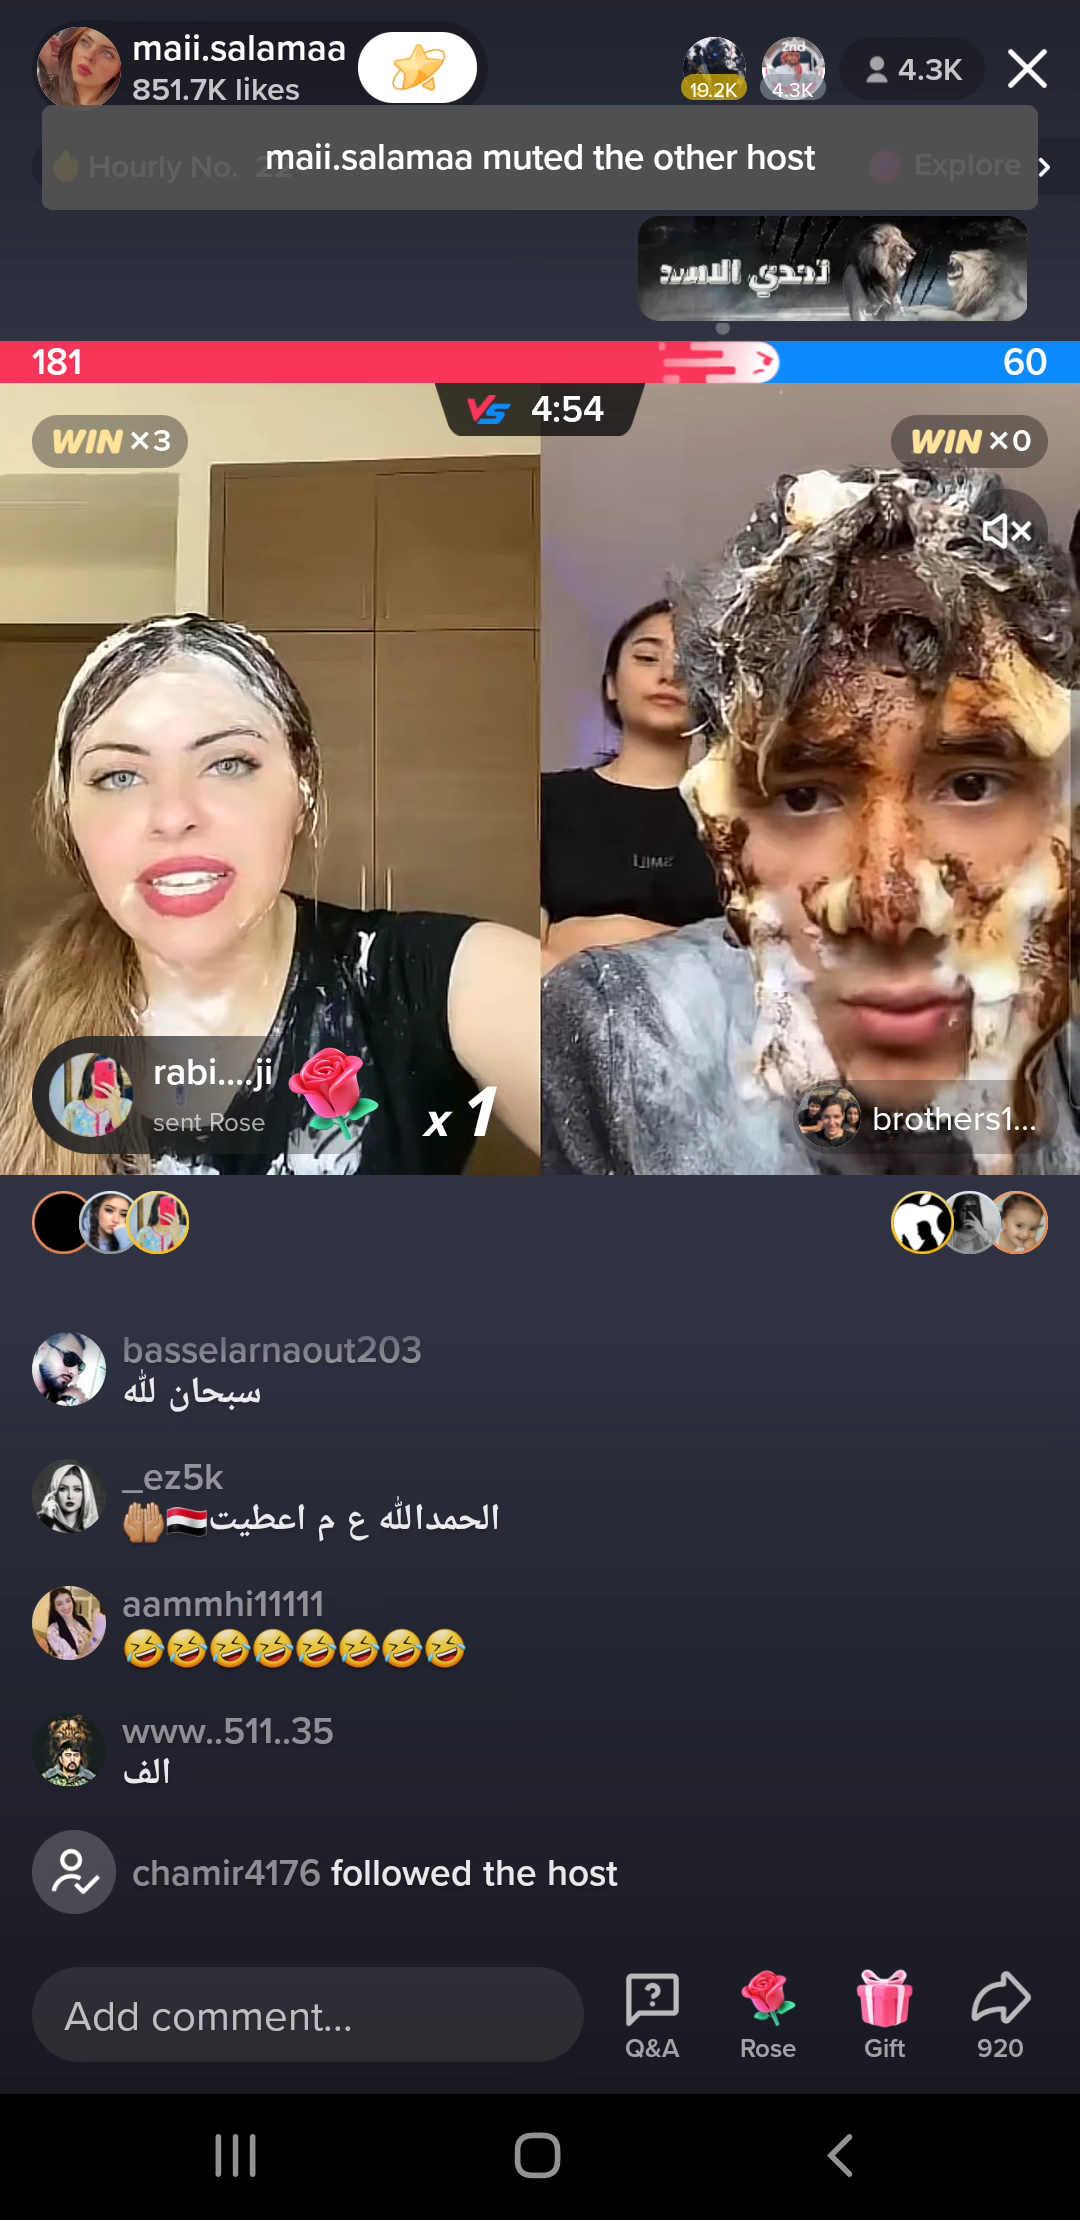 maii.salamaa
851.7K likes
2nd
19.2K
4.3K
4.3K
maii.salamaa muted the other host
Hourly No. 22
Explore
تحدي الاسد
181
60
WIN ×3
VS 4:54
WIN ×0
rabi....ji
sent Rose
x 1
brothers1...
basselarnaout203
سبحان لله
_ez5k
الحمدالله ع م اعطيت🇾🇪🤲🏼
aammhi11111
🤣🤣🤣🤣🤣🤣🤣🤣
www..511..35
الف
chamir4176 followed the host
Add comment...
Q&A
Rose
Gift
920